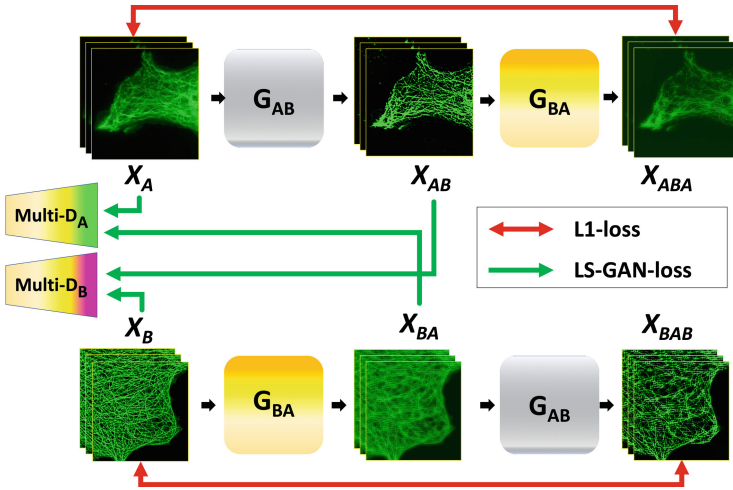 G_AB
G_BA
X_A
X_AB
X_ABA
Multi-D_A
Multi-D_B
L1-loss
LS-GAN-loss
X_B
X_BA
X_BAB
G_BA
G_AB